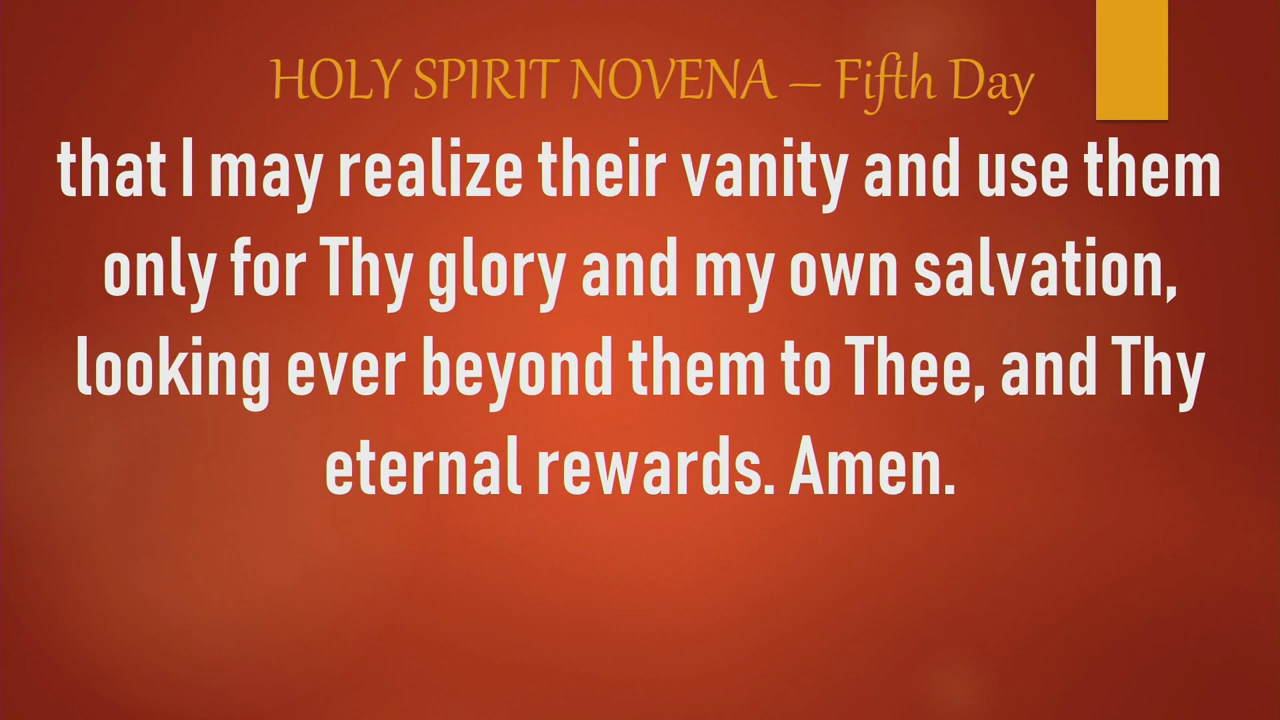 HOLY SPIRIT NOVENA – Fifth Day
that I may realize their vanity and use them
only for Thy glory and my own salvation,
looking ever beyond them to Thee, and Thy
eternal rewards. Amen.